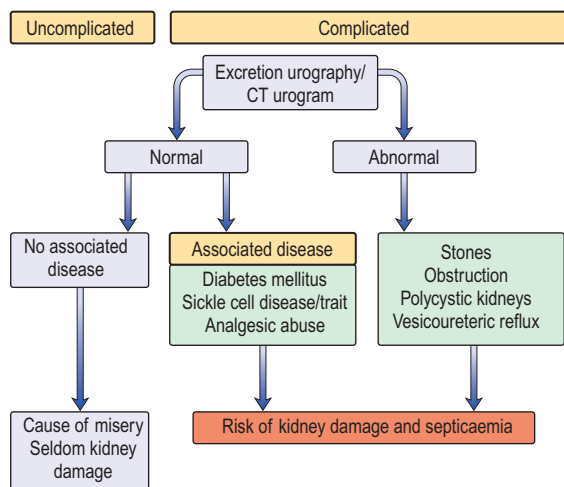 Uncomplicated
Complicated
Excretion urography/
CT urogram
Normal
Abnormal
No associated
disease
Associated disease
Diabetes mellitus
Sickle cell disease/trait
Analgesic abuse
Stones
Obstruction
Polycystic kidneys
Vesicoureteric reflux
Cause of misery
Seldom kidney
damage
Risk of kidney damage and septicaemia